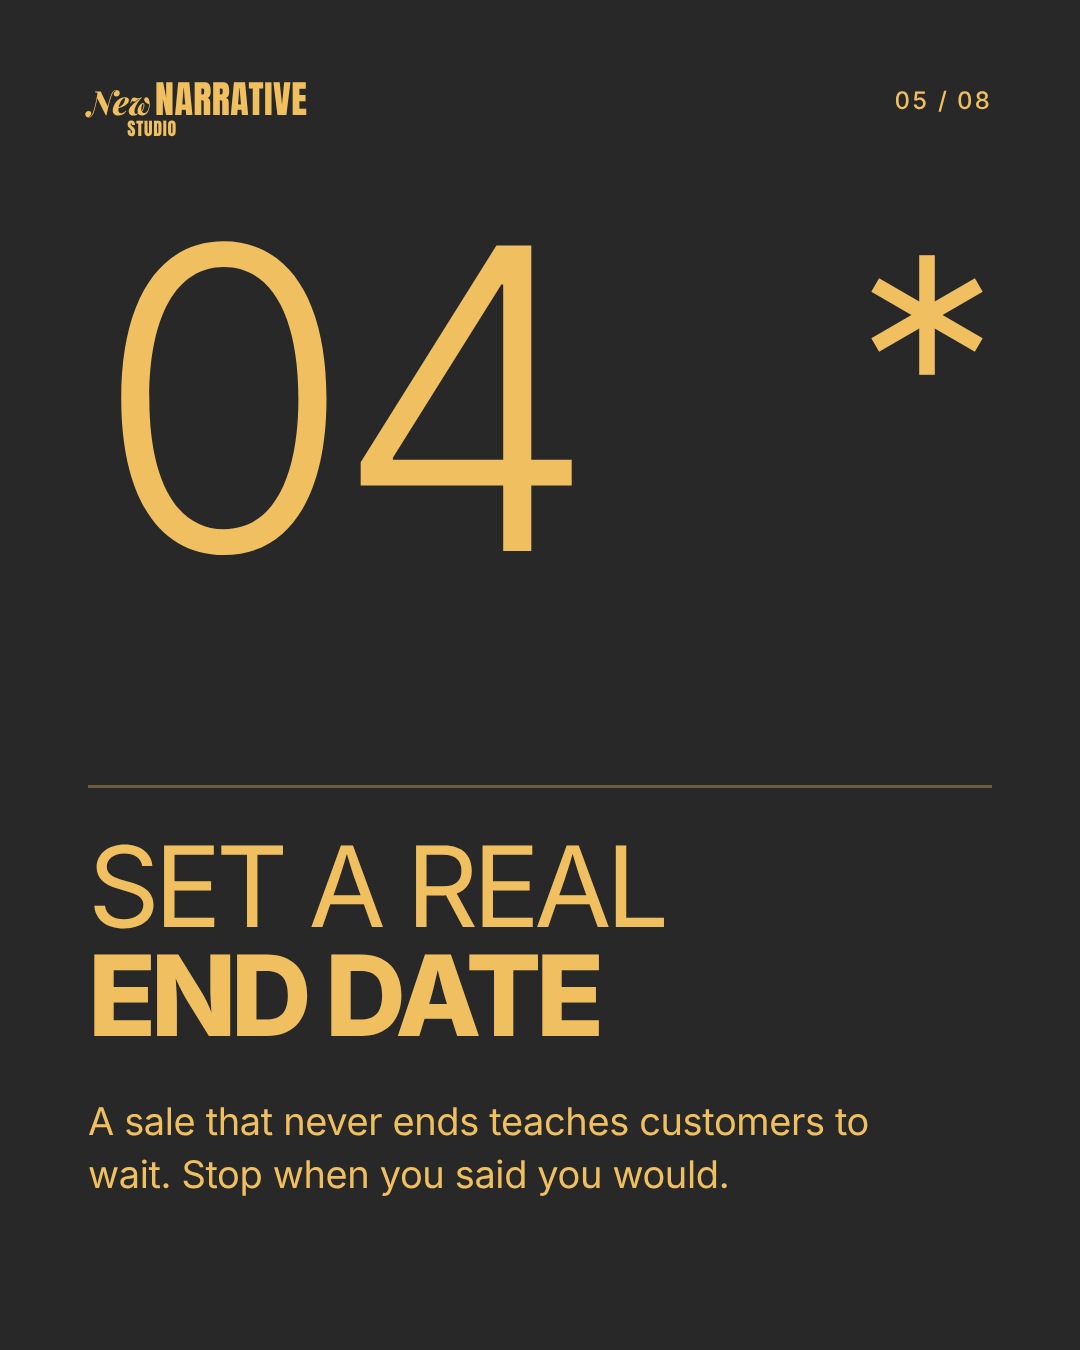 New NARRATIVE
STUDIO
05 / 08
04
*
SET A REAL
END DATE
A sale that never ends teaches customers to
wait. Stop when you said you would.